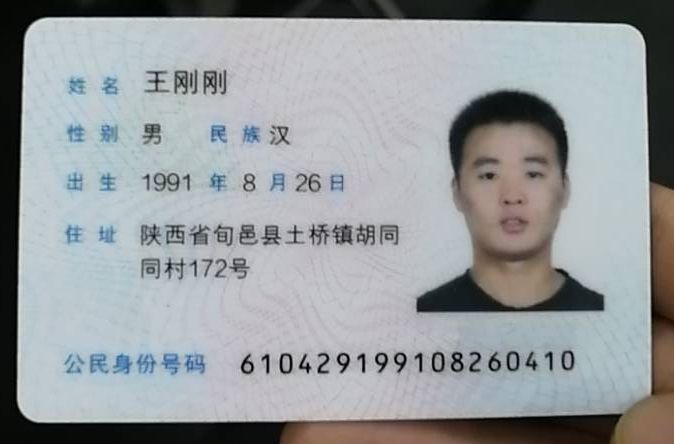 姓名 王刚刚
性别 男 民族 汉
出生 1991 年 8 月 26 日
住址 陕西省旬邑县土桥镇胡同
同村172号
公民身份号码 610429199108260410